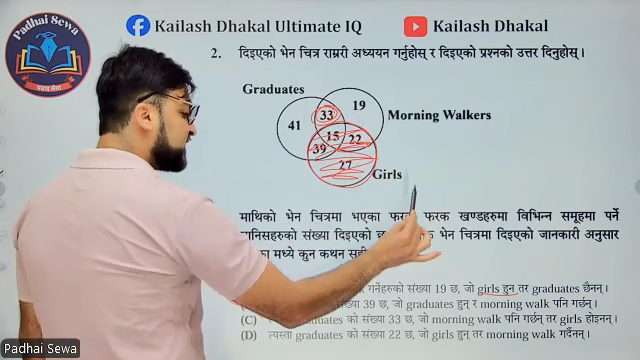 Padhai Sewa
पढाइ सेवा
Kailash Dhakal Ultimate IQ
Kailash Dhakal
2. दिइएको भेन चित्र राम्ररी अध्ययन गर्नुहोस् र दिइएको प्रश्नको उत्तर दिनुहोस् ।
Graduates
19
33
Morning Walkers
41
15
22
39
27
Girls
माथिको भेन चित्रमा भएका फरक फरक खण्डहरुमा विभिन्न समूहमा पर्ने
मानिसहरुको संख्या दिइएको भेन चित्रमा दिइएको जानकारी अनुसार
मध्ये कुन कथन
गर्नेहरुको संख्या 19 छ, जो girls हुन तर graduates छैनन् ।
संख्या 39 छ, जो graduates हुन् र morning walk पनि गर्छन् ।
(C) graduates को संख्या 33 छ, जो morning walk पनि गर्छन् तर girls होइनन् ।
(D) त्यस्ता graduates को संख्या 22 छ, जो girls हुन् तर morning walk गर्दैनन् ।
Padhai Sewa